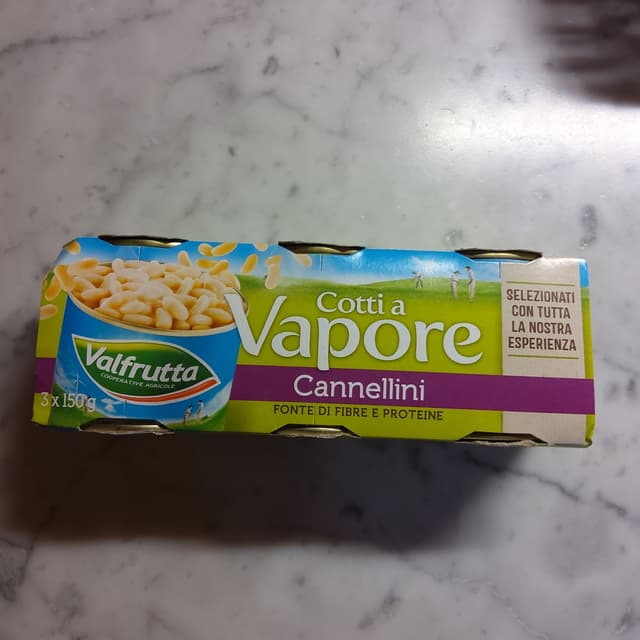 Valfrutta
COOPERATIVE AGRICOLE
3 x 150 g
Cotti a
Vapore
Cannellini
FONTE DI FIBRE E PROTEINE
SELEZIONATI
CON TUTTA
LA NOSTRA
ESPERIENZA